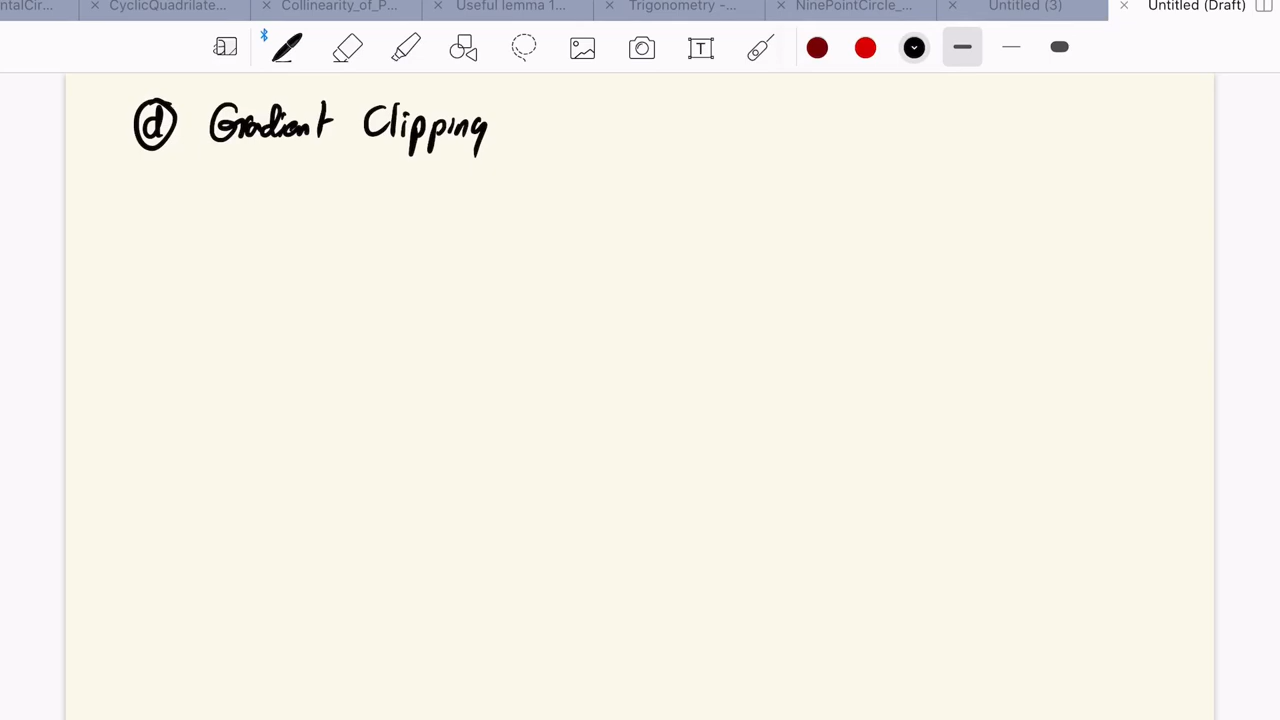 ntalCir...
CyclicQuadrilate...
Collinearity_of_P...
Useful lemma 1...
Trigonometry -...
NinePointCircle_...
Untitled (3)
Untitled (Draft)
T
d Gradient Clipping